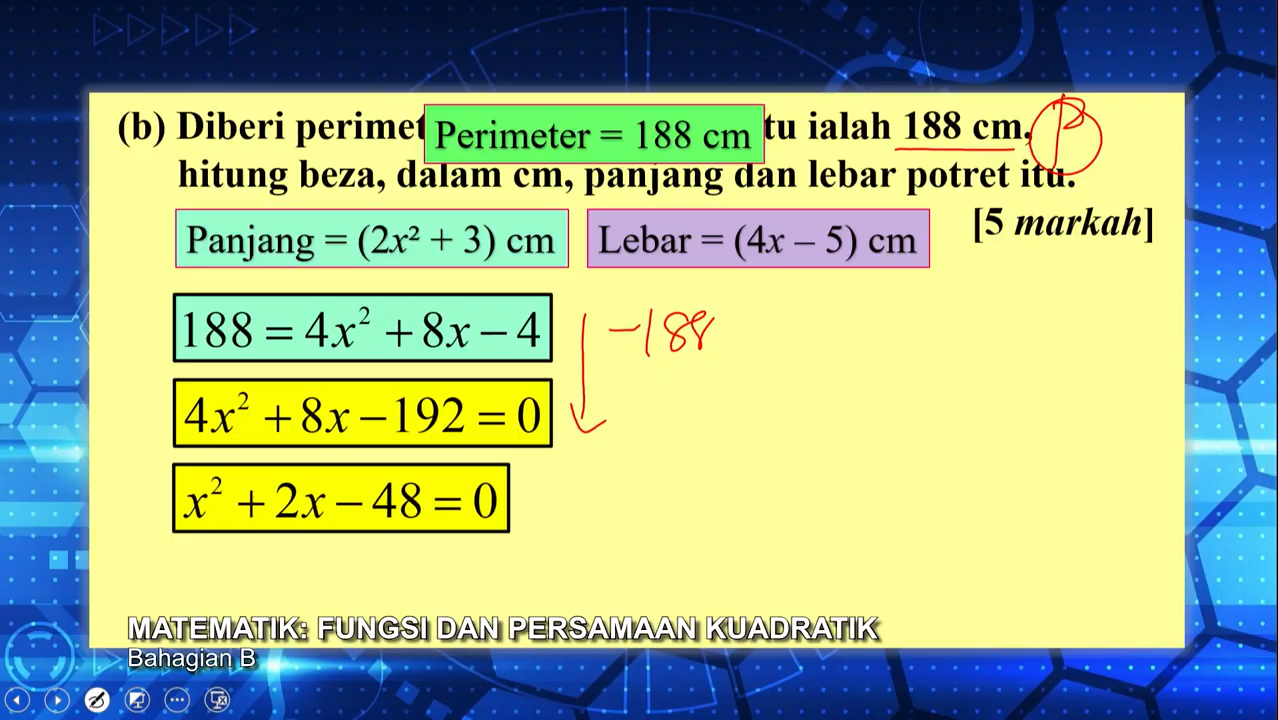 (b) Diberi perimet
Perimeter = 188 cm
tu ialah 188 cm,
P
hitung beza, dalam cm, panjang dan lebar potret itu.
[5 markah]
Panjang = (2x² + 3) cm
Lebar = (4x – 5) cm
188 = 4x² + 8x – 4
–188
4x² + 8x – 192 = 0
x² + 2x – 48 = 0
MATEMATIK: FUNGSI DAN PERSAMAAN KUADRATIK
Bahagian B